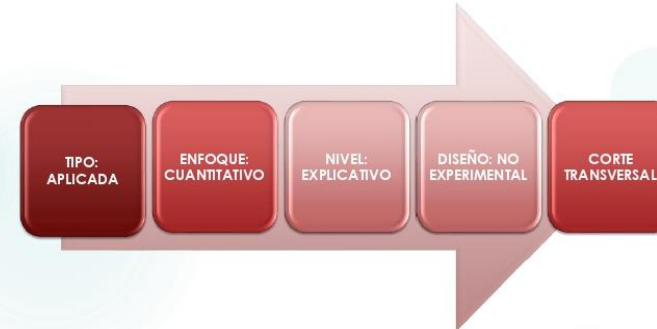 TIPO:
APLICADA
ENFOQUE:
CUANTITATIVO
NIVEL:
EXPLICATIVO
DISEÑO: NO
EXPERIMENTAL
CORTE
TRANSVERSAL